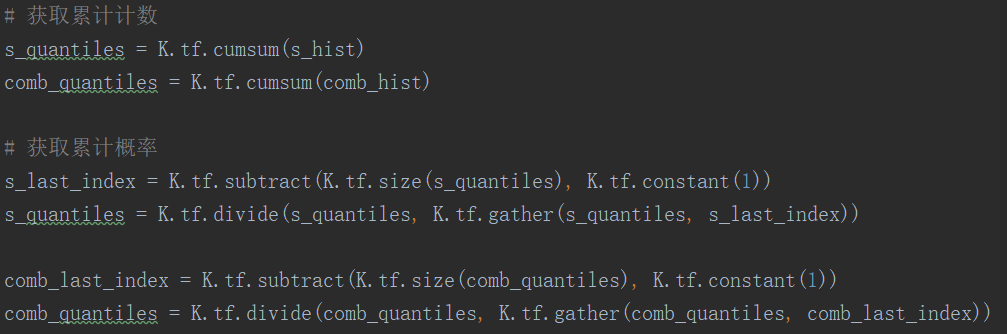 # 获取累计计数
s_quantiles = K.tf.cumsum(s_hist)
comb_quantiles = K.tf.cumsum(comb_hist)
# 获取累计概率
s_last_index = K.tf.subtract(K.tf.size(s_quantiles), K.tf.constant(1))
s_quantiles = K.tf.divide(s_quantiles, K.tf.gather(s_quantiles, s_last_index))
comb_last_index = K.tf.subtract(K.tf.size(comb_quantiles), K.tf.constant(1))
comb_quantiles = K.tf.divide(comb_quantiles, K.tf.gather(comb_quantiles, comb_last_index))